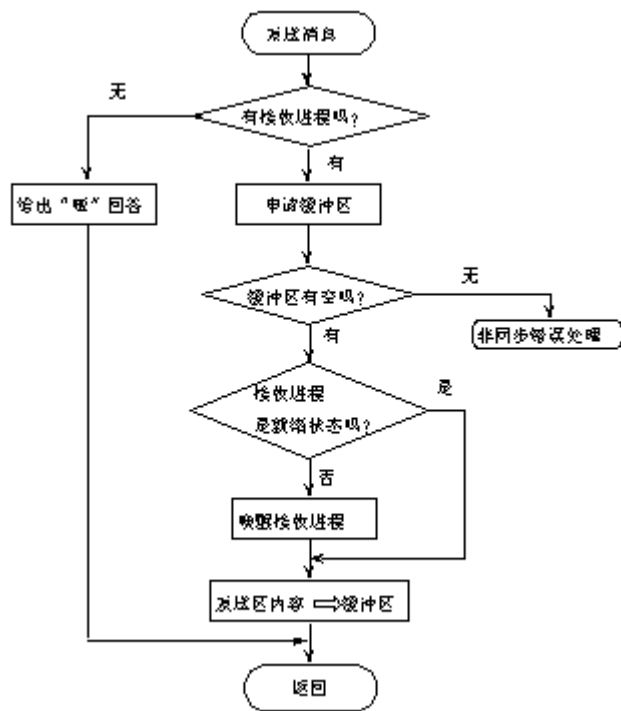 发送消息
无
有接收进程吗?
有
给出"哑"回答
申请缓冲区
无
缓冲区有空吗?
非同步错误处理
有
是
接收进程
是就绪状态吗?
否
唤醒接收进程
发送区内容⇒缓冲区
返回